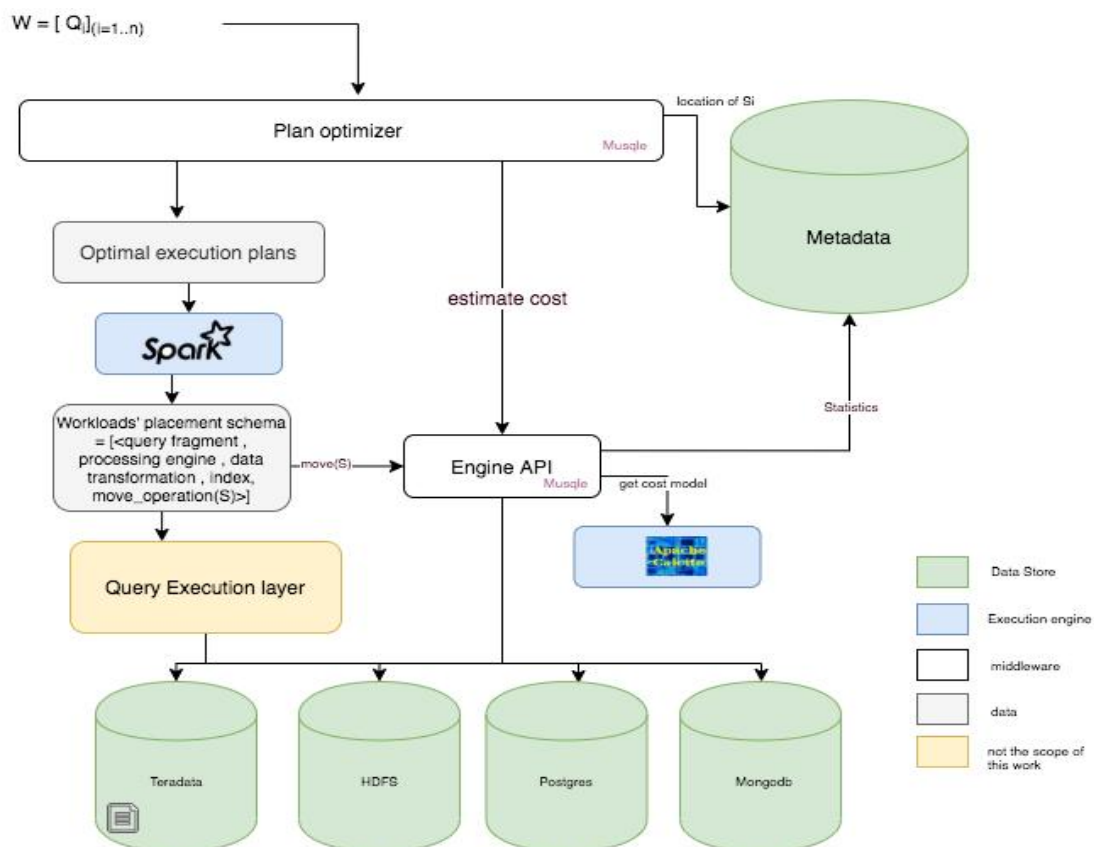 W = [ Qi](i=1..n)
location of Si
Plan optimizer
Musqle
Metadata
Optimal execution plans
estimate cost
Spark
Statistics
Workloads' placement schema
= [<query fragment ,
processing engine , data
transformation , index,
move_operation(S)>]
move(S)
Engine API
Musqle
get cost model
Apache
Query Execution layer
Data Store
Execution engine
middleware
data
not the scope of
this work
Teradata
HDFS
Postgres
Mongodb